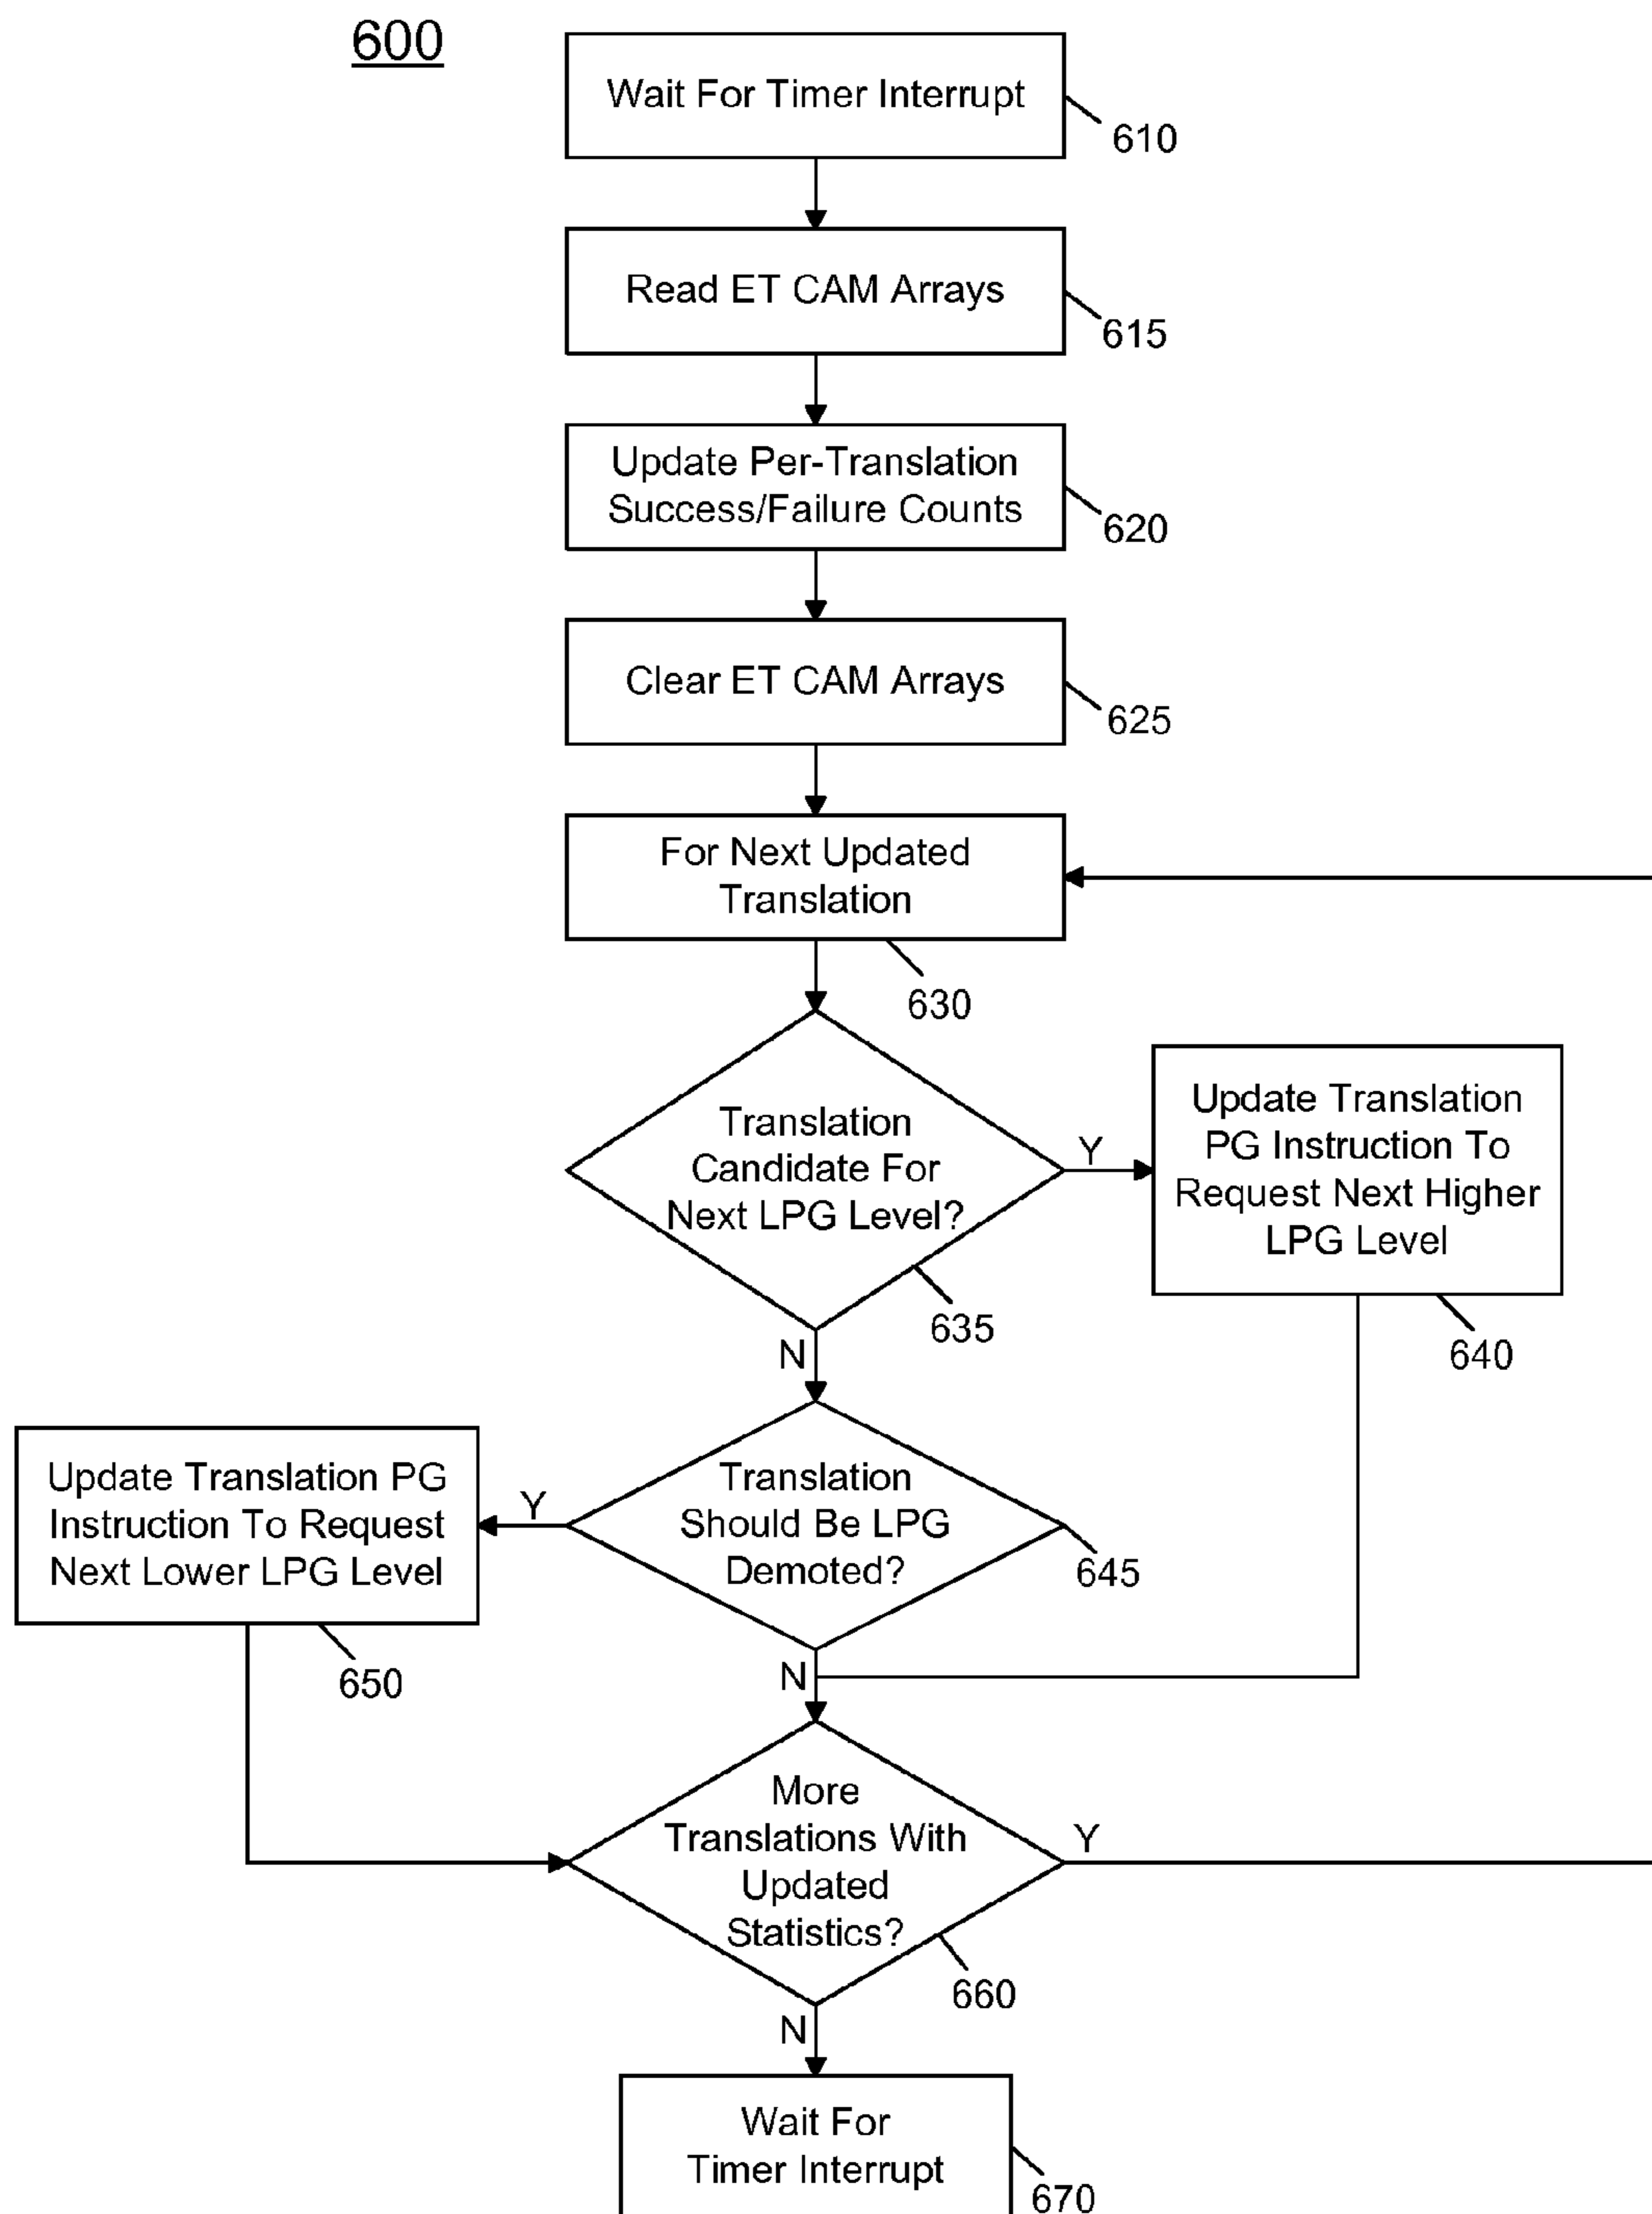 600
Wait For Timer Interrupt
610
Read ET CAM Arrays
615
Update Per-Translation
Success/Failure Counts
620
Clear ET CAM Arrays
625
For Next Updated
Translation
630
Translation
Candidate For
Next LPG Level?
635
Y
Update Translation
PG Instruction To
Request Next Higher
LPG Level
640
N
Translation
Should Be LPG
Demoted?
645
Y
Update Translation PG
Instruction To Request
Next Lower LPG Level
650
N
More
Translations With
Updated
Statistics?
660
Y
N
Wait For
Timer Interrupt
670